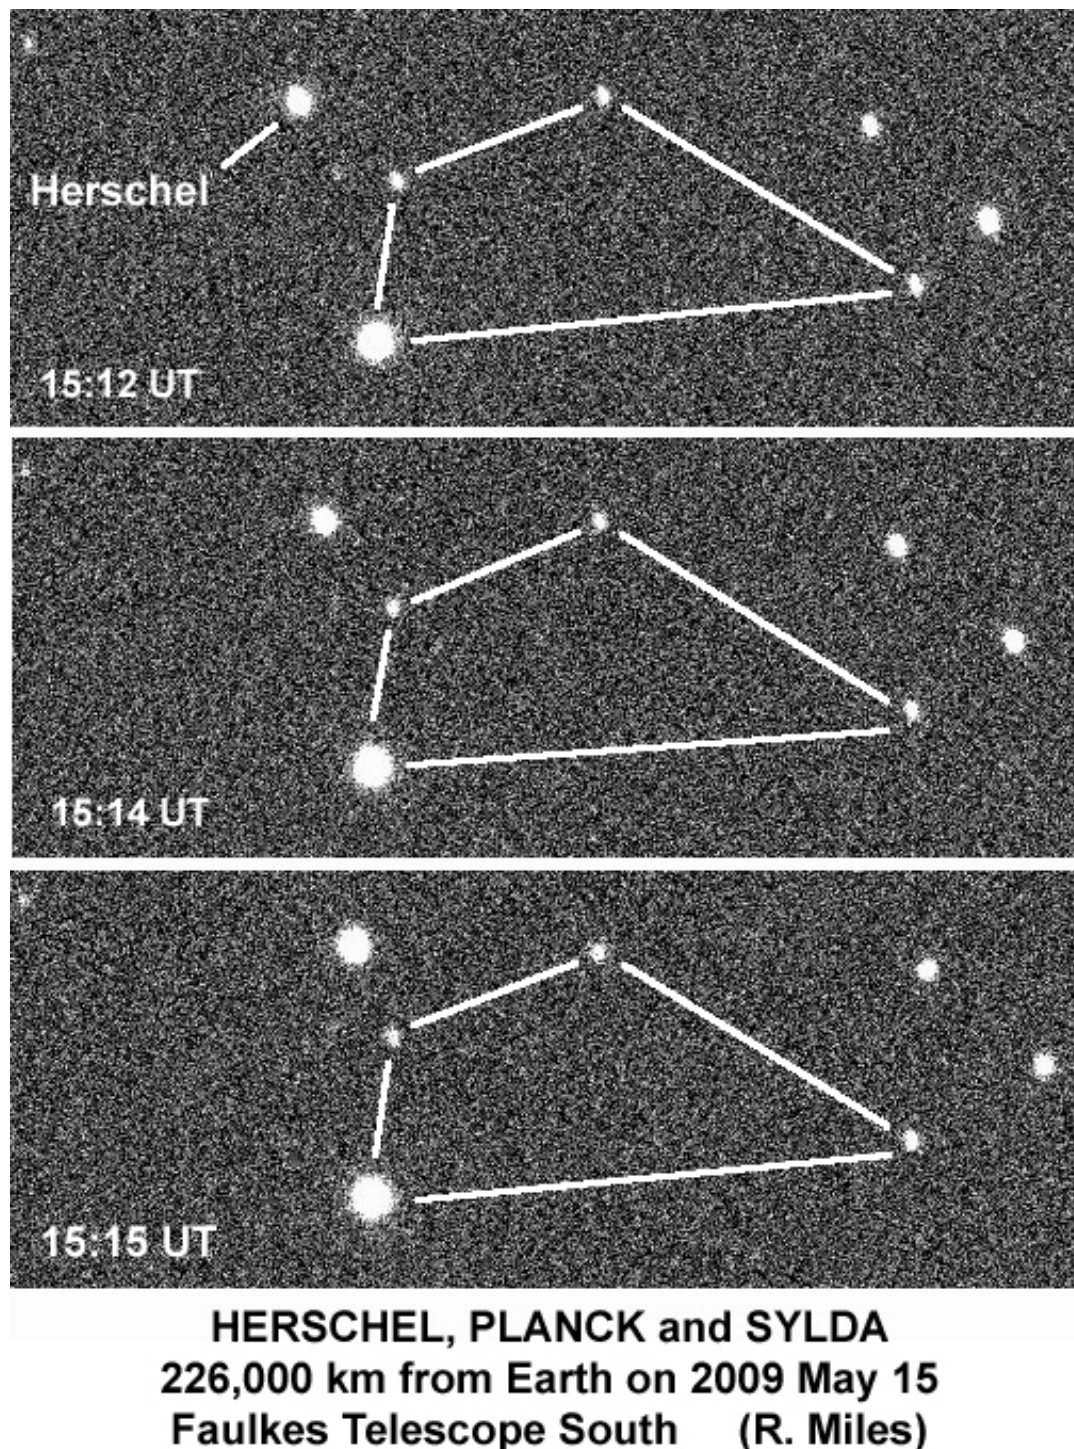 Herschel
15:12 UT
15:14 UT
15:15 UT
HERSCHEL, PLANCK and SYLDA
226,000 km from Earth on 2009 May 15
Faulkes Telescope South (R. Miles)